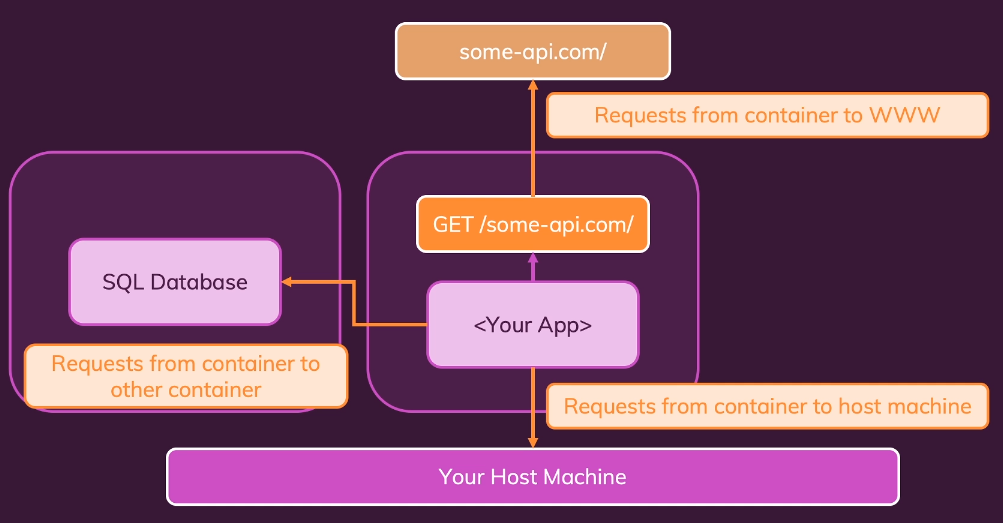 some-api.com/
Requests from container to WWW
GET /some-api.com/
SQL Database
<Your App>
Requests from container to
other container
Requests from container to host machine
Your Host Machine